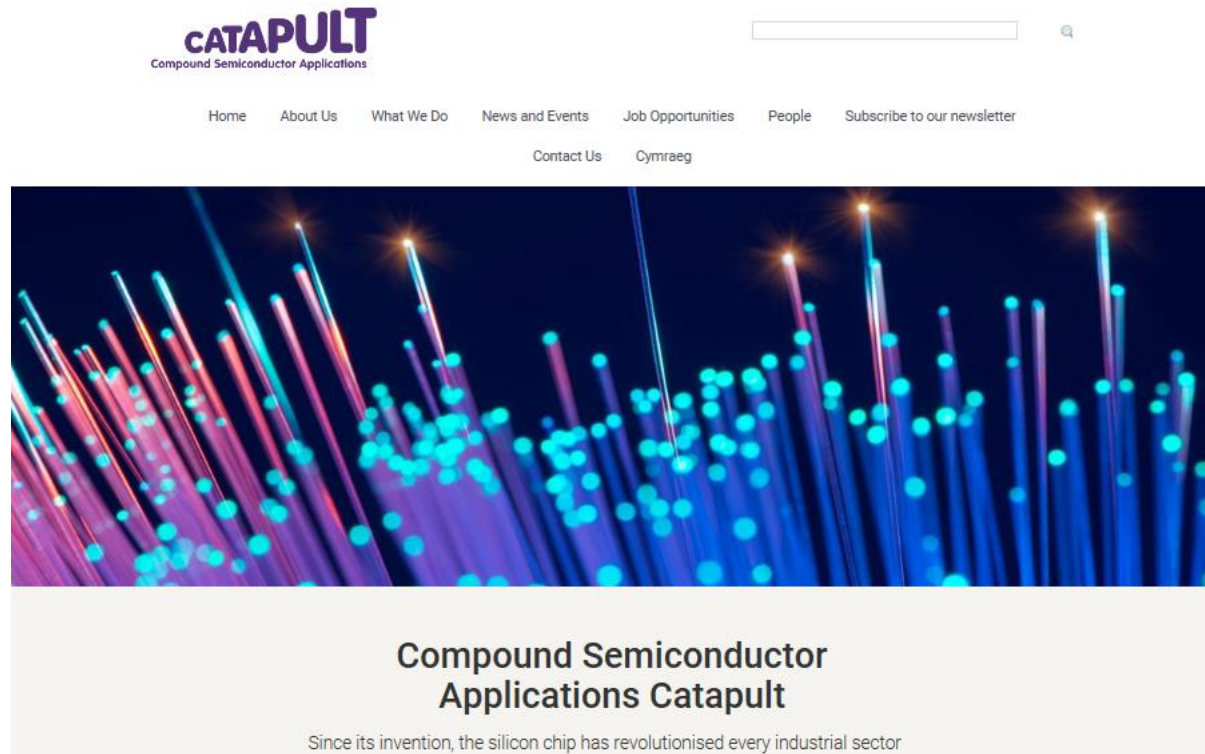 CATAPULT
Compound Semiconductor Applications
Home About Us What We Do News and Events Job Opportunities People Subscribe to our newsletter
Contact Us Cymraeg
Compound Semiconductor
Applications Catapult
Since its invention, the silicon chip has revolutionised every industrial sector